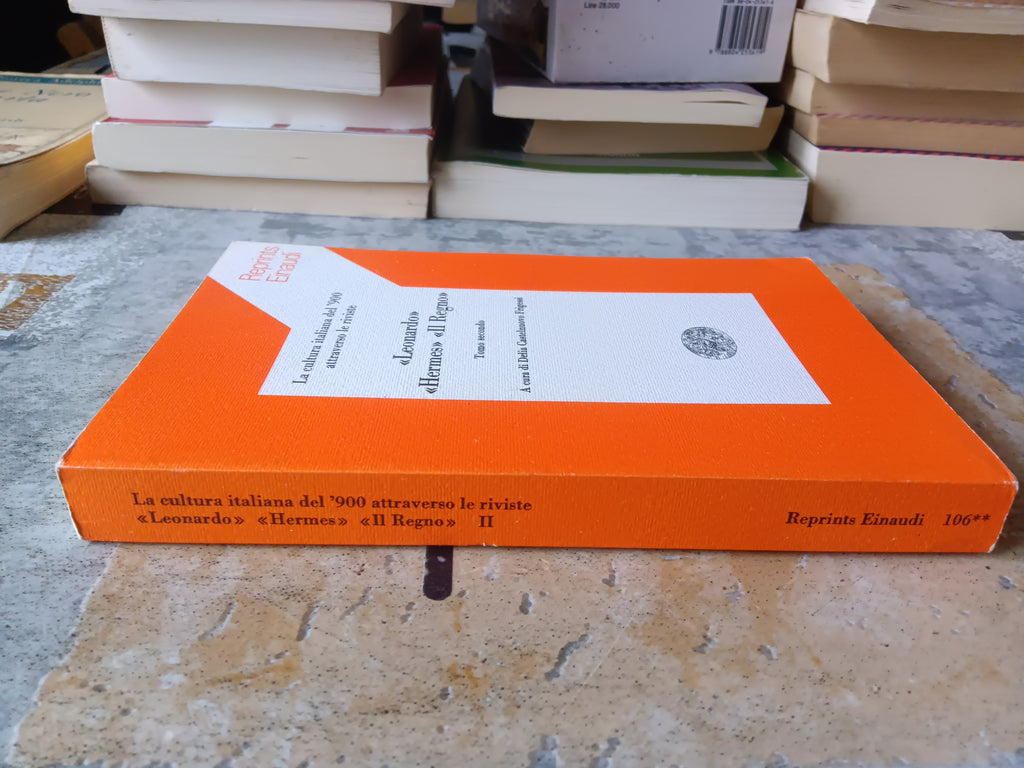 Lire 28.000
Reprints
Einaudi
La cultura italiana del '900
attraverso le riviste
«Leonardo»
«Hermes» «Il Regno»
Tomo secondo
A cura di Delia Castelnuovo Frigessi
La cultura italiana del '900 attraverso le riviste
«Leonardo» «Hermes» «Il Regno» II
Reprints Einaudi 106**